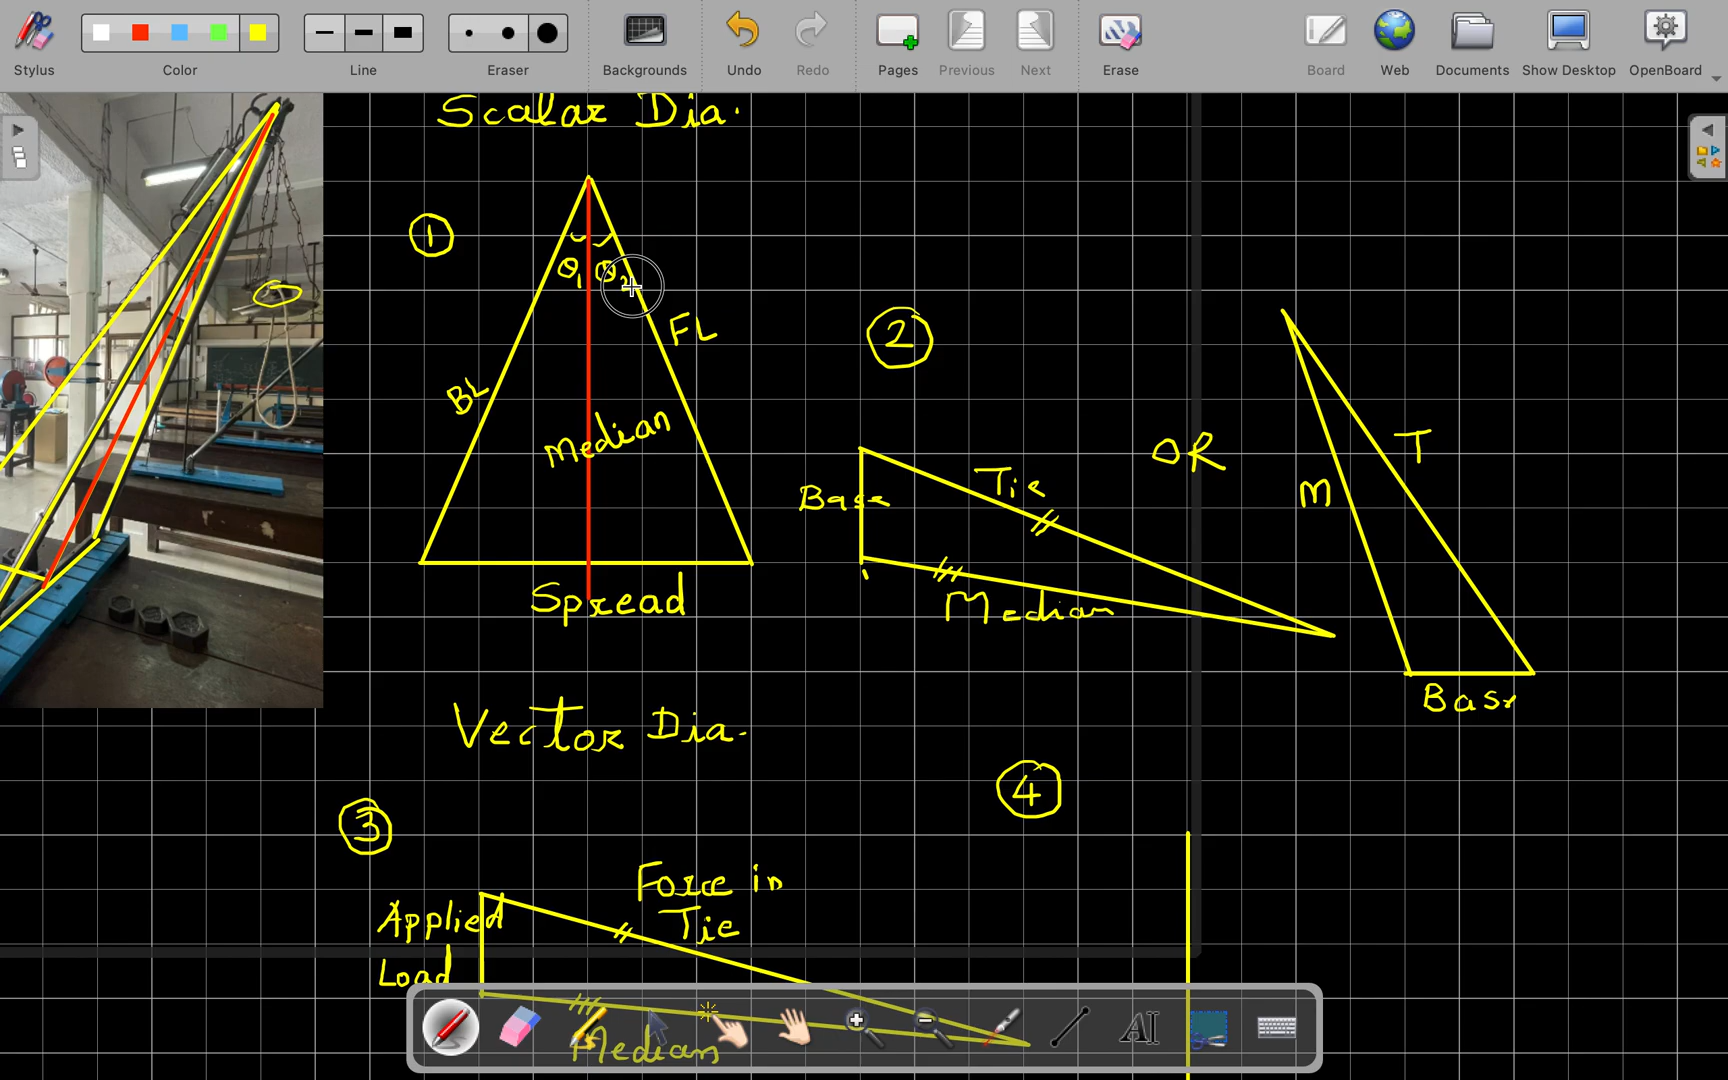 Stylus
Color
Line
Eraser
Backgrounds
Undo
Redo
Pages
Previous
Next
Erase
Board
Web
Documents
Show Desktop
OpenBoard
Scalar Dia.
1
θ1
θ2
BL
FL
Median
Spread
2
Base
Tie
Median
OR
M
T
Base
Vector Dia.
3
Applied
Load
Force in
Tie
Median
4
AI